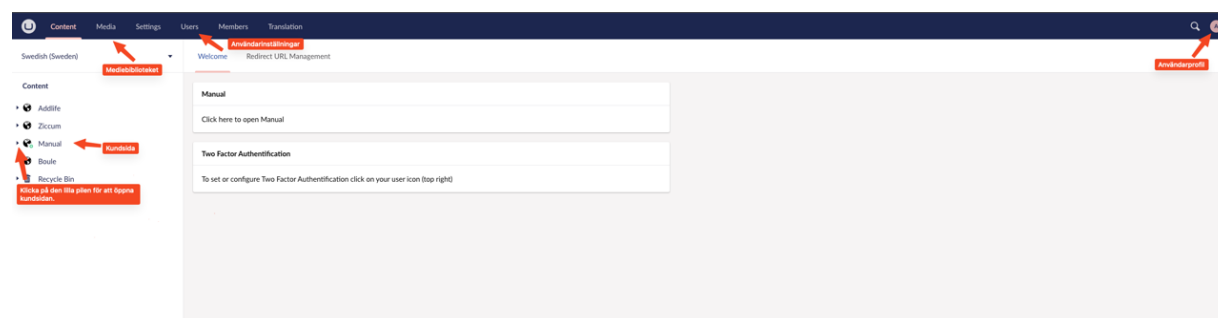 Content Media Settings Users Members Translation
Användarinställningar
Swedish (Sweden)
Mediebiblioteket
Welcome Redirect URL Management
Användarprofil
Content
Addlife
Ziccum
Manual
Kundsida
Boule
Recycle Bin
Klicka på den lilla pilen för att öppna
kundsidan.
Manual
Click here to open Manual
Two Factor Authentification
To set or configure Two Factor Authentification click on your user icon (top right)